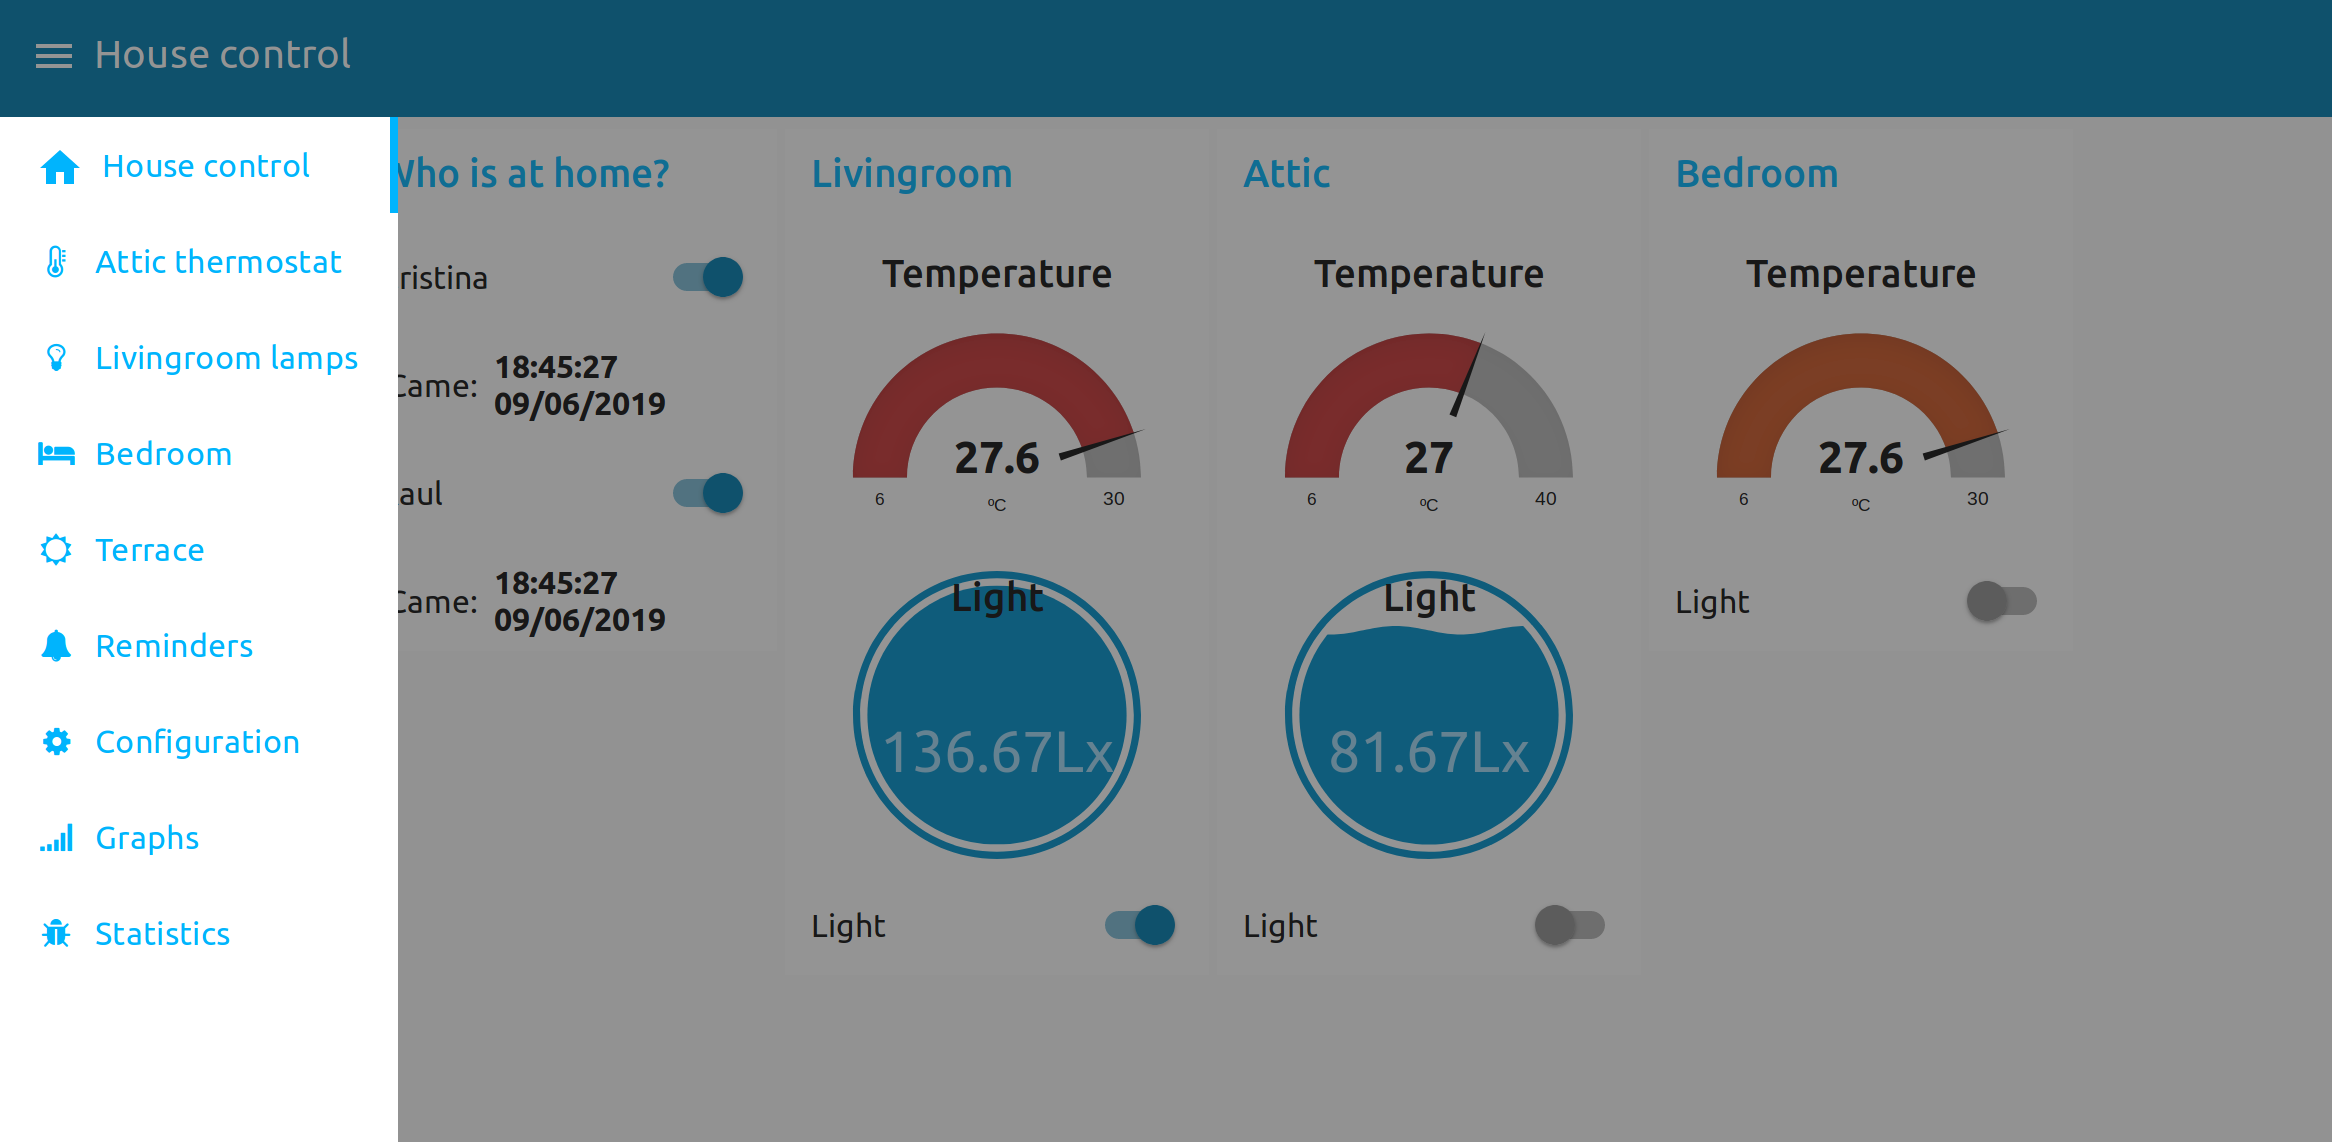 House control
House control
Attic thermostat
Livingroom lamps
Bedroom
Terrace
Reminders
Configuration
Graphs
Statistics
Who is at home?
ristina
Came: 18:45:27
09/06/2019
aul
Came: 18:45:27
09/06/2019
Livingroom
Temperature
27.6
6 ºC 30
Light
136.67Lx
Light
Attic
Temperature
27
6 ºC 40
Light
81.67Lx
Light
Bedroom
Temperature
27.6
6 ºC 30
Light